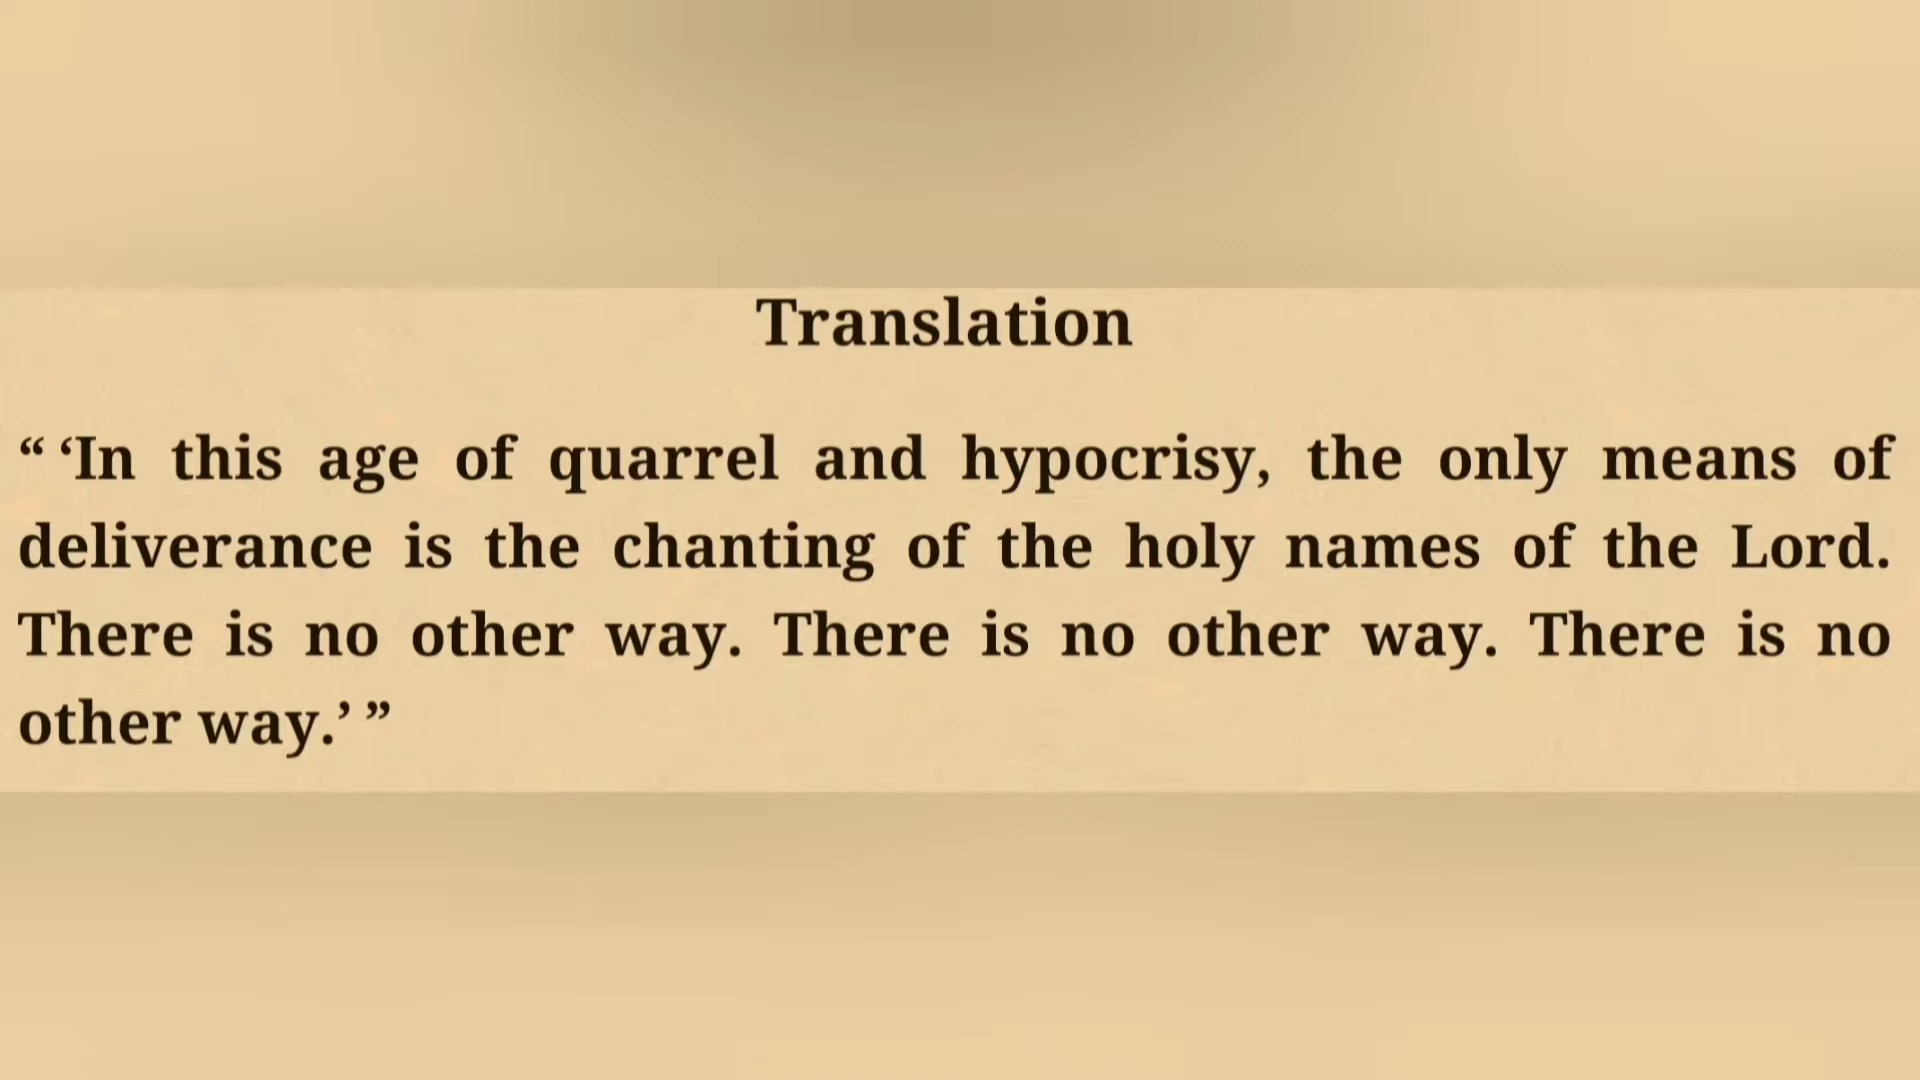 Translation
“ ‘In this age of quarrel and hypocrisy, the only means of
deliverance is the chanting of the holy names of the Lord.
There is no other way. There is no other way. There is no
other way.’ ”